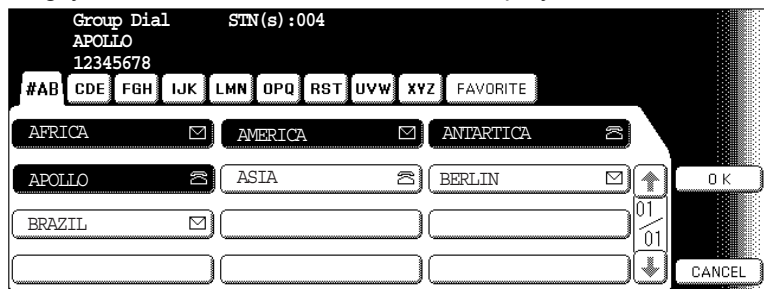 Group Dial STN(s):004
APOLLO
12345678
#AB CDE FGH IJK LMN OPQ RST UVW XYZ FAVORITE
AFRICA AMERICA ANTARTICA
APOLLO ASIA BERLIN OK
BRAZIL 01
01
CANCEL